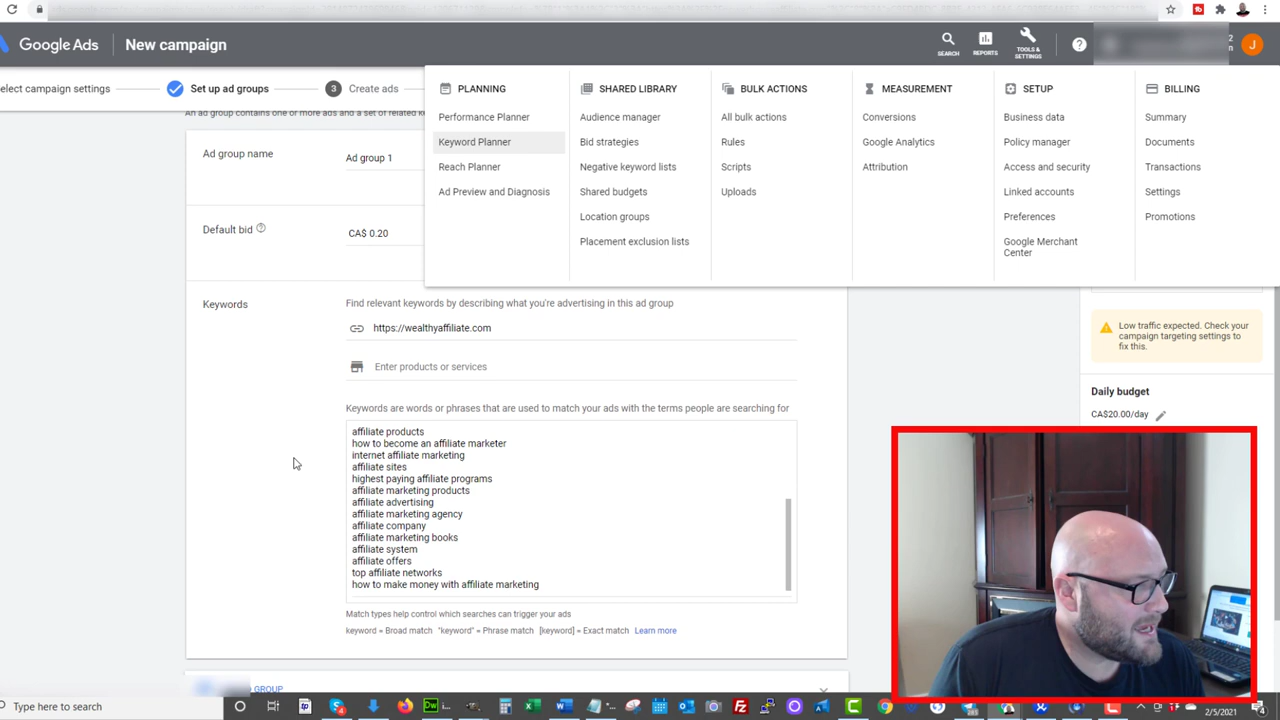 Google Ads
New campaign
SEARCH
REPORTS
TOOLS &
SETTINGS
J
elect campaign settings
Set up ad groups
3
Create ads
PLANNING
Performance Planner
Keyword Planner
Reach Planner
Ad Preview and Diagnosis
SHARED LIBRARY
Audience manager
Bid strategies
Negative keyword lists
Shared budgets
Location groups
Placement exclusion lists
BULK ACTIONS
All bulk actions
Rules
Scripts
Uploads
MEASUREMENT
Conversions
Google Analytics
Attribution
SETUP
Business data
Policy manager
Access and security
Linked accounts
Preferences
Google Merchant
Center
BILLING
Summary
Documents
Transactions
Settings
Promotions
An ad group contains one or more ads and a set of related
Ad group name
Ad group 1
Default bid
CA$ 0.20
Keywords
Find relevant keywords by describing what you're advertising in this ad group
https://wealthyaffiliate.com
Enter products or services
Keywords are words or phrases that are used to match your ads with the terms people are searching for
affiliate products
how to become an affiliate marketer
internet affiliate marketing
affiliate sites
highest paying affiliate programs
affiliate marketing products
affiliate advertising
affiliate marketing agency
affiliate company
affiliate marketing books
affiliate system
affiliate offers
top affiliate networks
how to make money with affiliate marketing
Match types help control which searches can trigger your ads
keyword = Broad match "keyword" = Phrase match [keyword] = Exact match Learn more
GROUP
Low traffic expected. Check your
campaign targeting settings to
fix this.
Daily budget
CA$20.00/day
Type here to search
2/5/2021